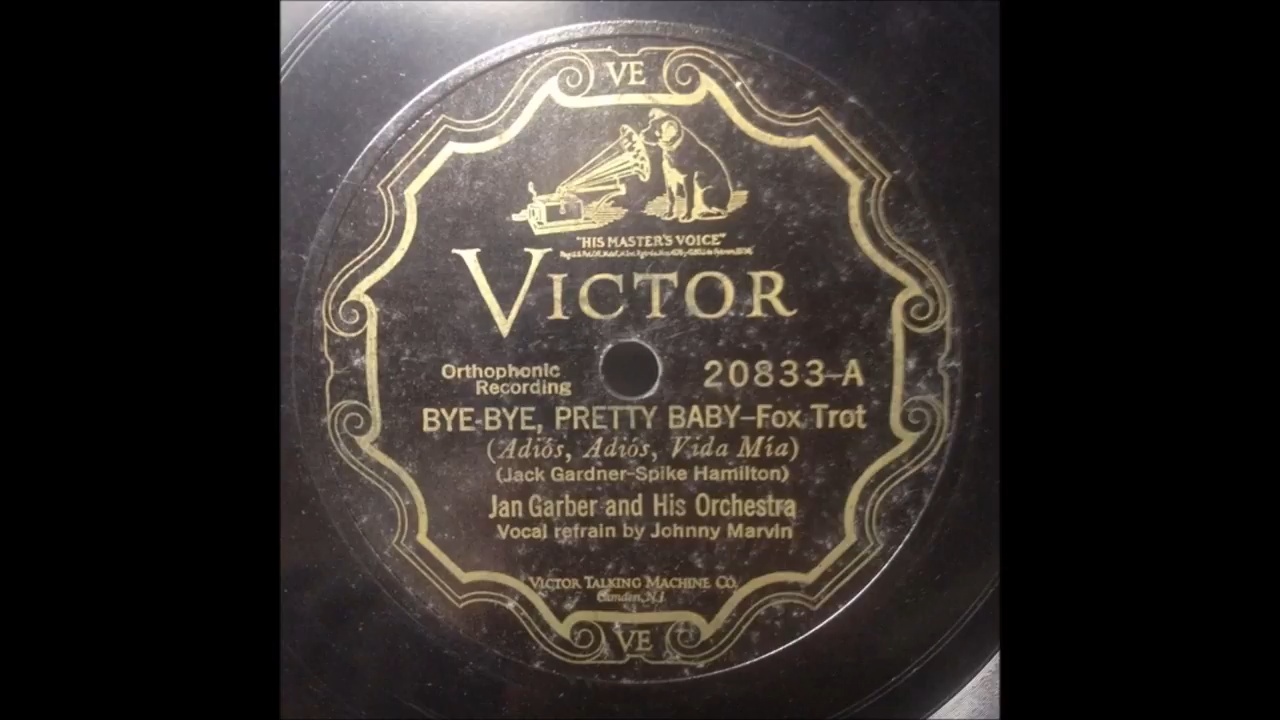 VE
"HIS MASTER'S VOICE"
VICTOR
Orthophonic
Recording
20833-A
BYE-BYE, PRETTY BABY—Fox Trot
(Adiós, Adiós, Vida Mía)
(Jack Gardner-Spike Hamilton)
Jan Garber and His Orchestra
Vocal refrain by Johnny Marvin
VICTOR TALKING MACHINE CO.
Camden, N.J.
VE